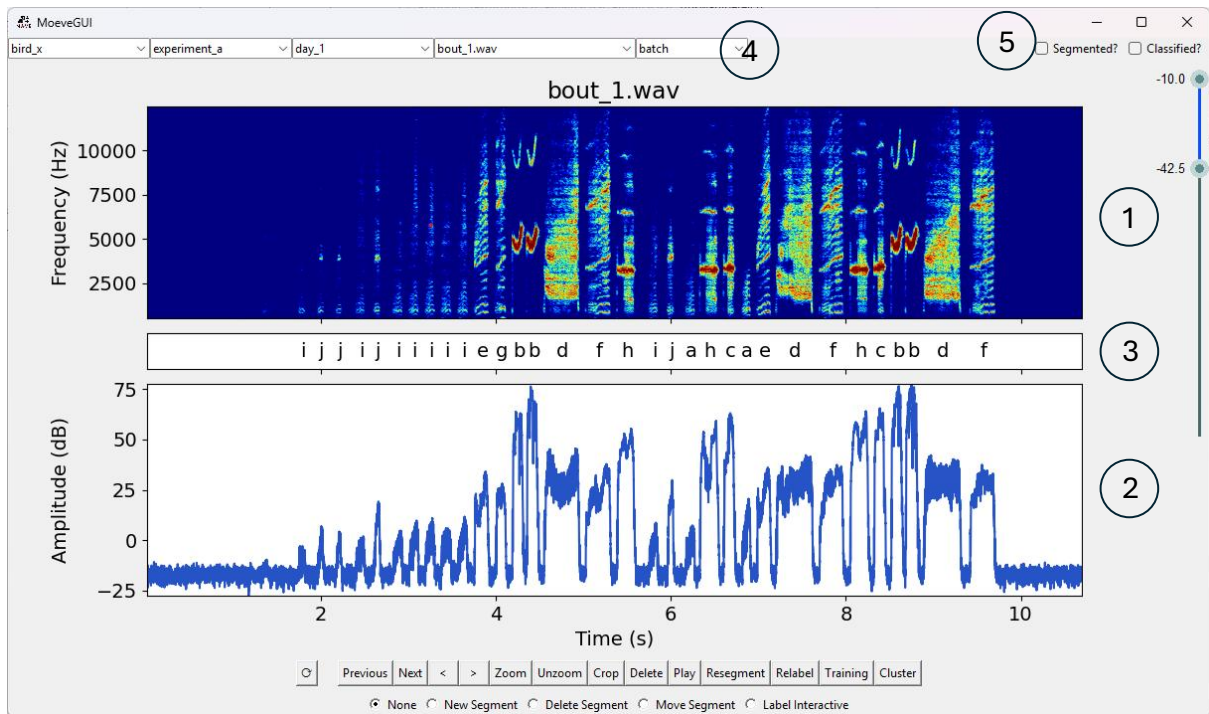 MoeveGUI
bird_x experiment_a day_1 bout_1.wav batch 4 5 Segmented? Classified?
-10.0
bout_1.wav
-42.5
10000
7500
5000
2500
Frequency (Hz)
1
i j j i j i i i i i e g b b d f h i j a h c a e d f h c b b d f
3
75
50
25
0
−25
Amplitude (dB)
2
2 4 6 8 10
Time (s)
Previous Next < > Zoom Unzoom Crop Delete Play Resegment Relabel Training Cluster
None New Segment Delete Segment Move Segment Label Interactive